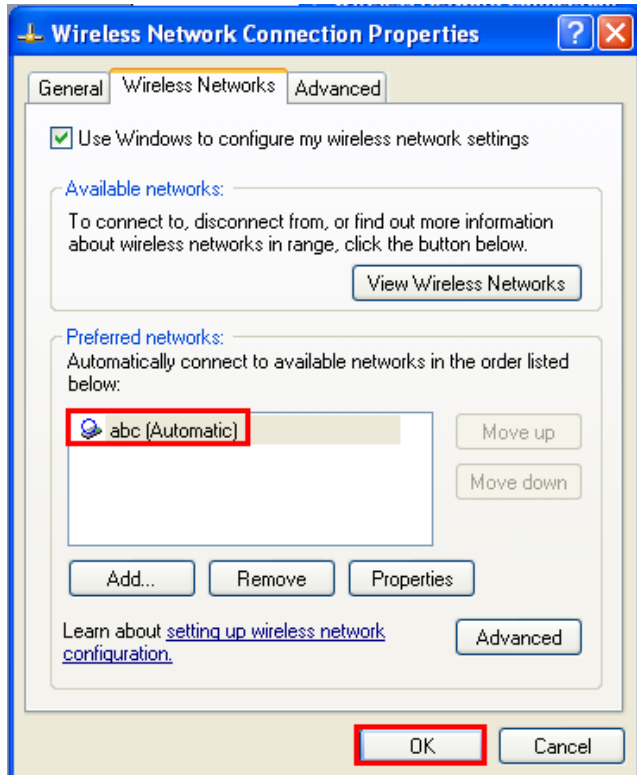 Wireless Network Connection Properties
General Wireless Networks Advanced
Use Windows to configure my wireless network settings
Available networks:
To connect to, disconnect from, or find out more information
about wireless networks in range, click the button below.
View Wireless Networks
Preferred networks:
Automatically connect to available networks in the order listed
below:
abc (Automatic)
Move up
Move down
Add... Remove Properties
Learn about setting up wireless network
configuration.
Advanced
OK Cancel